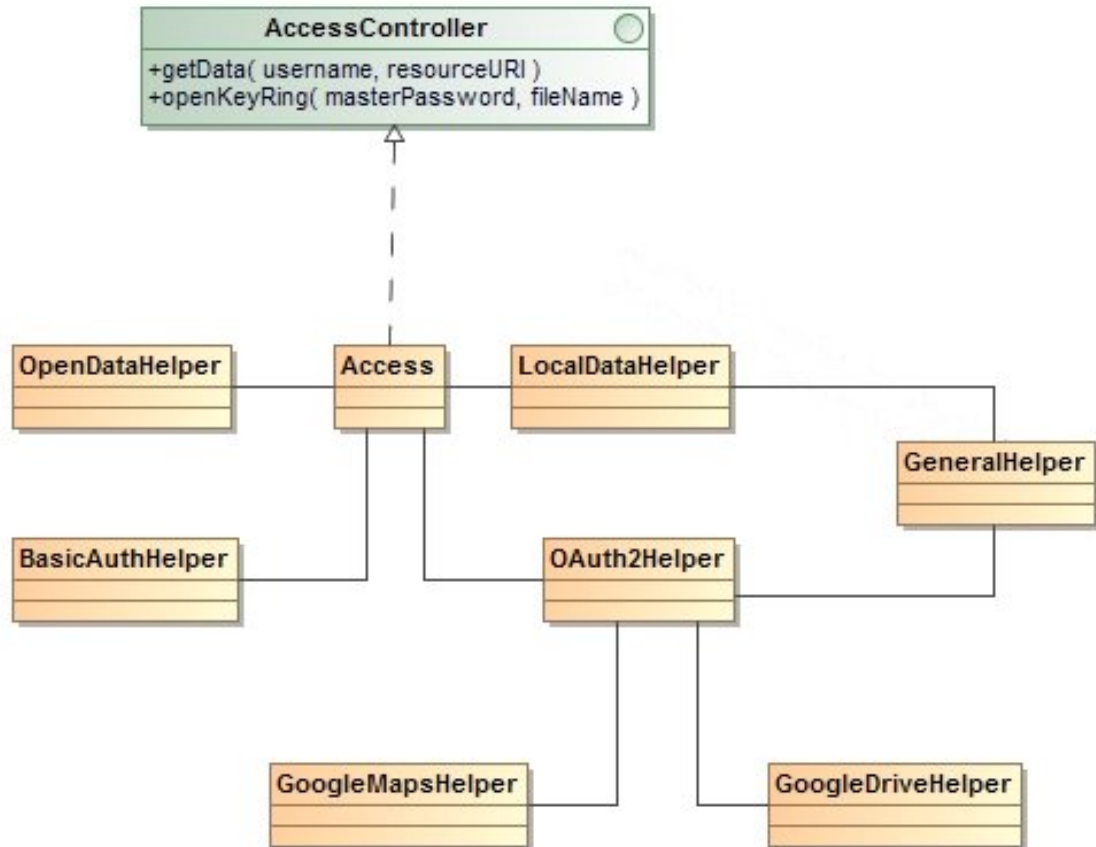 AccessController
+getData( username, resourceURI )
+openKeyRing( masterPassword, fileName )
OpenDataHelper
Access
LocalDataHelper
GeneralHelper
BasicAuthHelper
OAuth2Helper
GoogleMapsHelper
GoogleDriveHelper